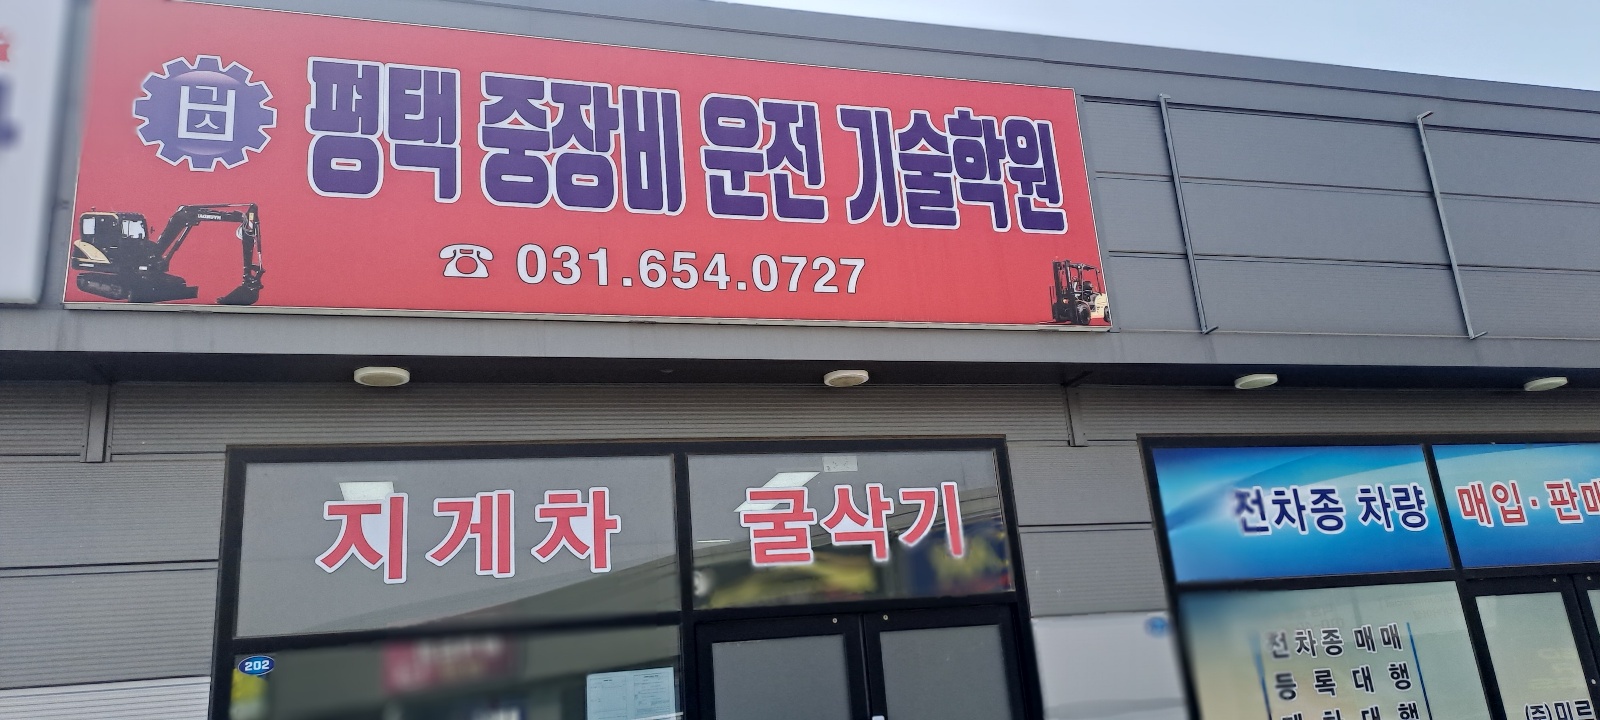 평택 중장비 운전 기술학원
☎ 031.654.0727
지게차 굴삭기
202
전차종 차량 매입·판매
전차종 매매
등록대행